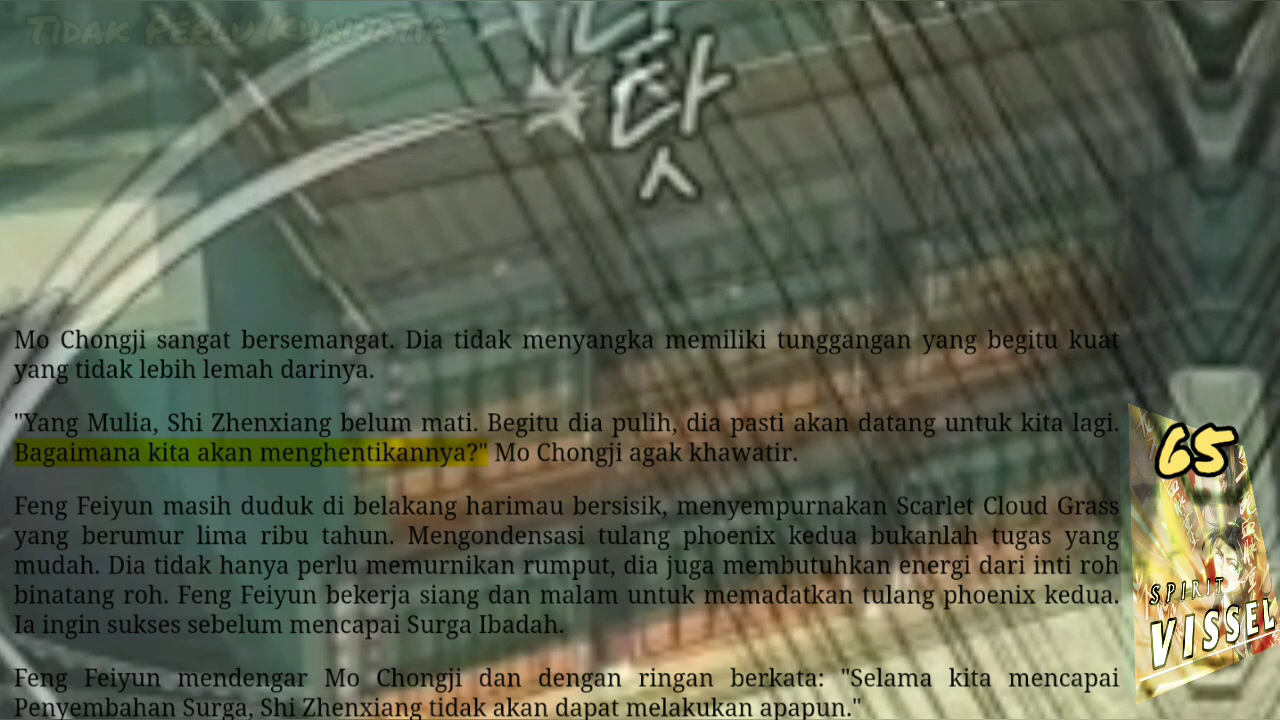 Tidak Perlu Kuawatir
탓
Mo Chongji sangat bersemangat. Dia tidak menyangka memiliki tunggangan yang begitu kuat
yang tidak lebih lemah darinya.
"Yang Mulia, Shi Zhenxiang belum mati. Begitu dia pulih, dia pasti akan datang untuk kita lagi.
Bagaimana kita akan menghentikannya?" Mo Chongji agak khawatir.
Feng Feiyun masih duduk di belakang harimau bersisik, menyempurnakan Scarlet Cloud Grass
yang berumur lima ribu tahun. Mengondensasi tulang phoenix kedua bukanlah tugas yang
mudah. Dia tidak hanya perlu memurnikan rumput, dia juga membutuhkan energi dari inti roh
binatang roh. Feng Feiyun bekerja siang dan malam untuk memadatkan tulang phoenix kedua.
Ia ingin sukses sebelum mencapai Surga Ibadah.
Feng Feiyun mendengar Mo Chongji dan dengan ringan berkata: "Selama kita mencapai
Penyembahan Surga, Shi Zhenxiang tidak akan dapat melakukan apapun."
65
SPIRIT
VISSEL